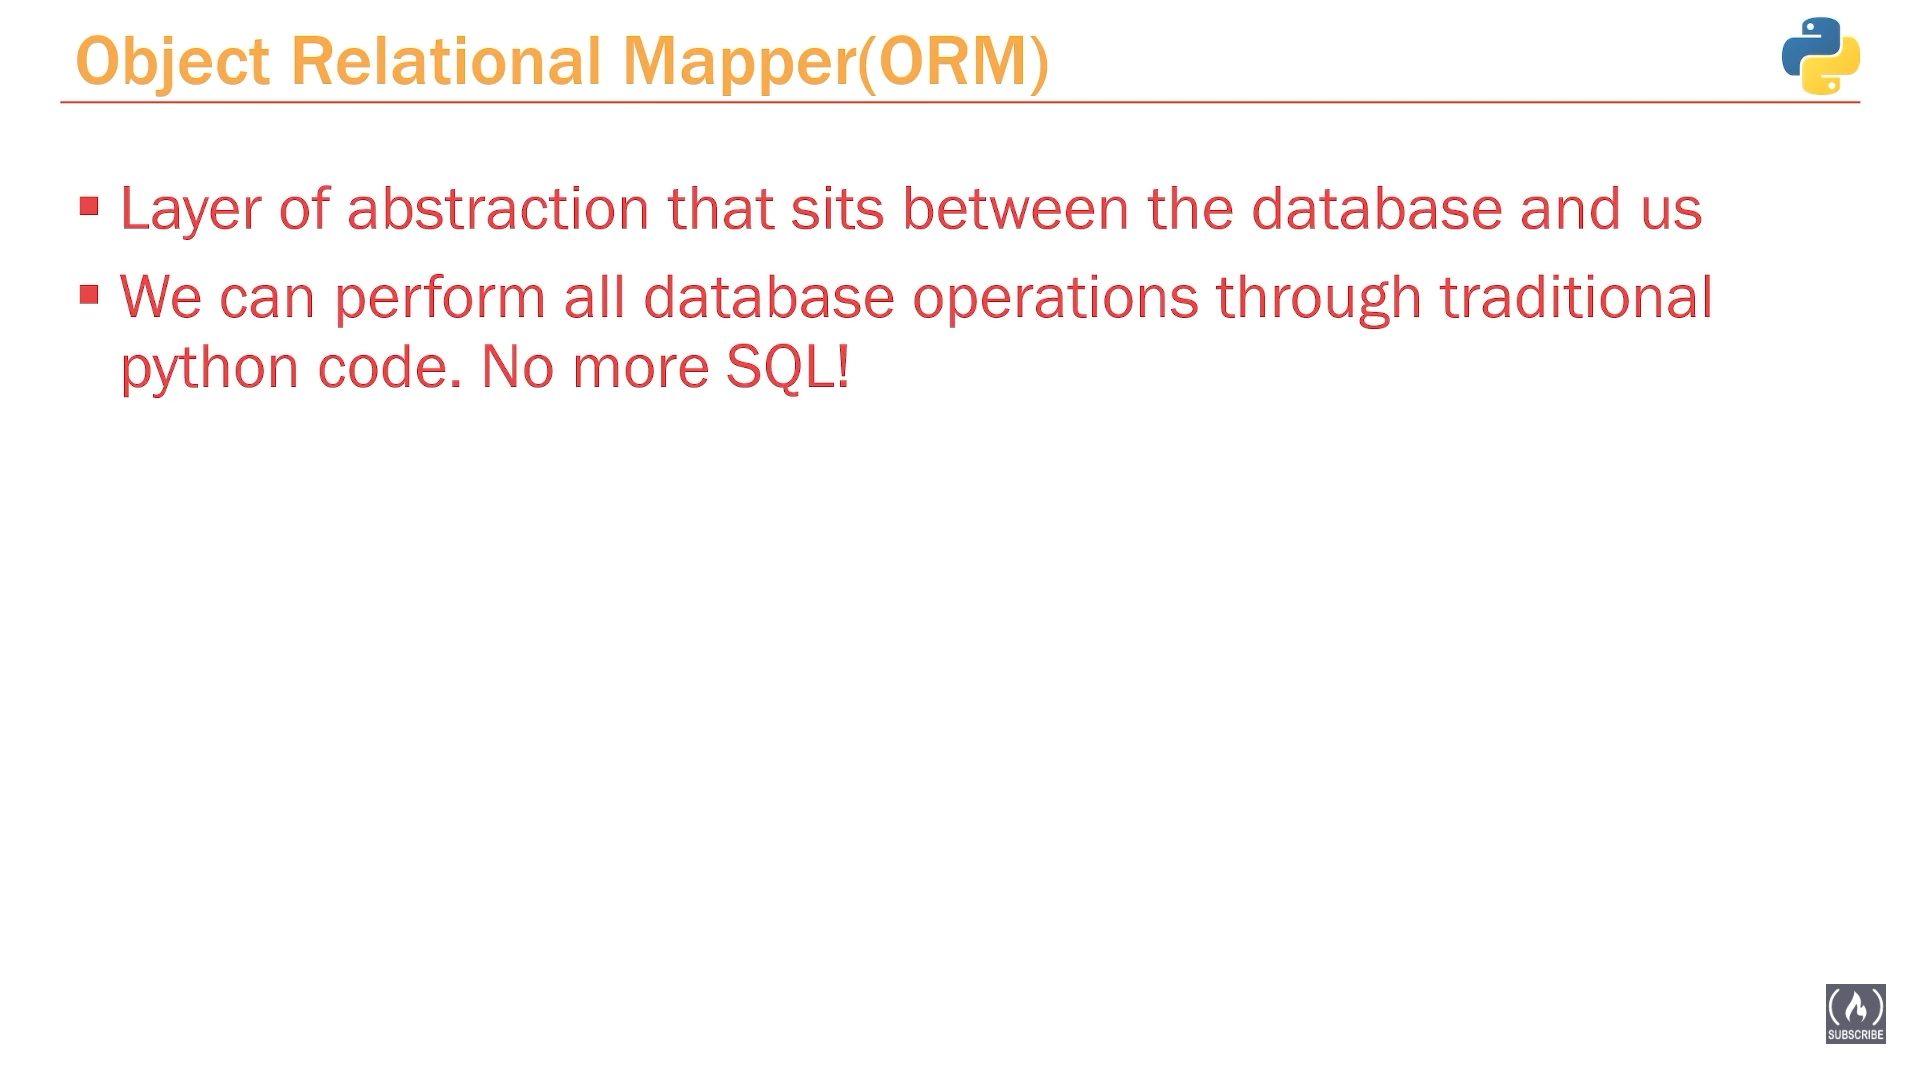 Object Relational Mapper(ORM)
▪ Layer of abstraction that sits between the database and us
▪ We can perform all database operations through traditional
python code. No more SQL!
SUBSCRIBE